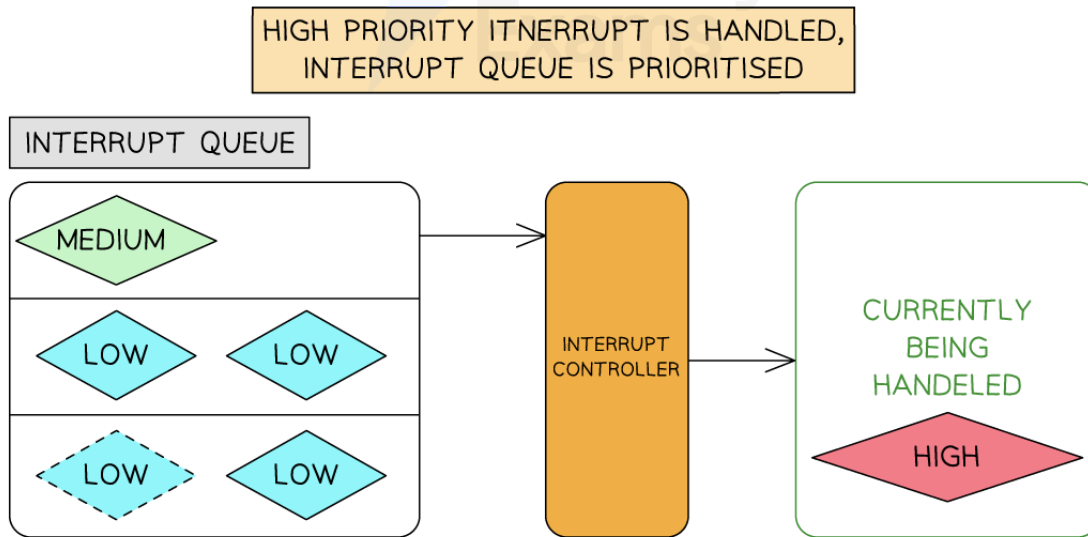 HIGH PRIORITY ITNERRUPT IS HANDLED,
INTERRUPT QUEUE IS PRIORITISED
INTERRUPT QUEUE
MEDIUM
LOW LOW
LOW LOW
INTERRUPT
CONTROLLER
CURRENTLY
BEING
HANDELED
HIGH
Exams